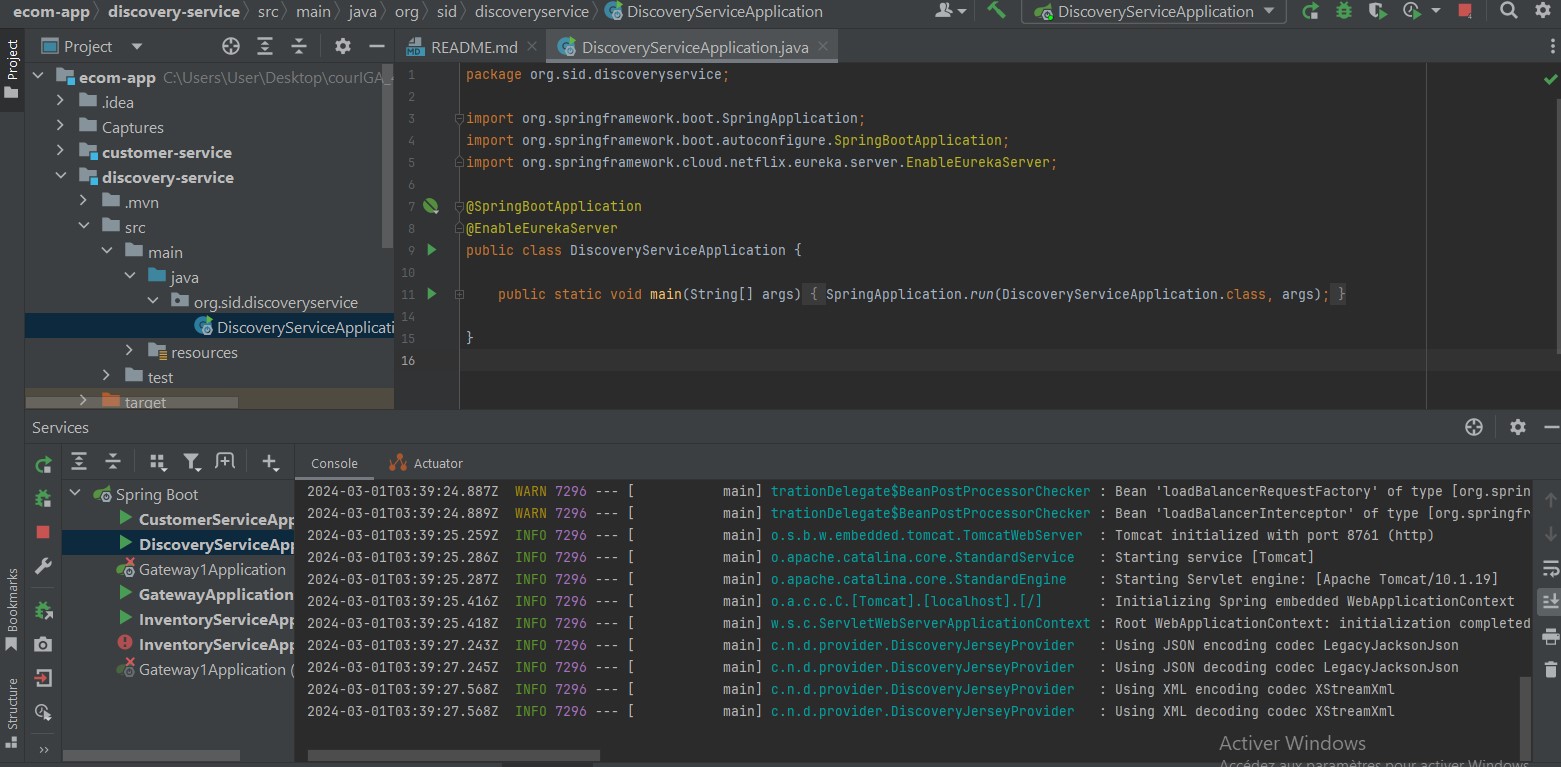 ecom-app discovery-service src main java org sid discoveryservice DiscoveryServiceApplication
DiscoveryServiceApplication
Project
Project
README.md
DiscoveryServiceApplication.java
ecom-app C:\Users\User\Desktop\courIGA_
.idea
Captures
customer-service
discovery-service
.mvn
src
main
java
org.sid.discoveryservice
DiscoveryServiceApplicati
resources
test
target
1 package org.sid.discoveryservice;
2
3 import org.springframework.boot.SpringApplication;
4 import org.springframework.boot.autoconfigure.SpringBootApplication;
5 import org.springframework.cloud.netflix.eureka.server.EnableEurekaServer;
6
7 @SpringBootApplication
8 @EnableEurekaServer
9 public class DiscoveryServiceApplication {
10
11 public static void main(String[] args) { SpringApplication.run(DiscoveryServiceApplication.class, args); }
14
15 }
16
Services
Bookmarks
Structure
Console
Actuator
Spring Boot
CustomerServiceApp
DiscoveryServiceApp
Gateway1Application
GatewayApplication
InventoryServiceApp
InventoryServiceApp
Gateway1Application (
2024-03-01T03:39:24.887Z WARN 7296 --- [ main] trationDelegate$BeanPostProcessorChecker : Bean 'loadBalancerRequestFactory' of type [org.sprin
2024-03-01T03:39:24.889Z WARN 7296 --- [ main] trationDelegate$BeanPostProcessorChecker : Bean 'loadBalancerInterceptor' of type [org.springfr
2024-03-01T03:39:25.259Z INFO 7296 --- [ main] o.s.b.w.embedded.tomcat.TomcatWebServer : Tomcat initialized with port 8761 (http)
2024-03-01T03:39:25.286Z INFO 7296 --- [ main] o.apache.catalina.core.StandardService : Starting service [Tomcat]
2024-03-01T03:39:25.287Z INFO 7296 --- [ main] o.apache.catalina.core.StandardEngine : Starting Servlet engine: [Apache Tomcat/10.1.19]
2024-03-01T03:39:25.416Z INFO 7296 --- [ main] o.a.c.c.C.[Tomcat].[localhost].[/] : Initializing Spring embedded WebApplicationContext
2024-03-01T03:39:25.418Z INFO 7296 --- [ main] w.s.c.ServletWebServerApplicationContext : Root WebApplicationContext: initialization completed
2024-03-01T03:39:27.243Z INFO 7296 --- [ main] c.n.d.provider.DiscoveryJerseyProvider : Using JSON encoding codec LegacyJacksonJson
2024-03-01T03:39:27.245Z INFO 7296 --- [ main] c.n.d.provider.DiscoveryJerseyProvider : Using JSON decoding codec LegacyJacksonJson
2024-03-01T03:39:27.568Z INFO 7296 --- [ main] c.n.d.provider.DiscoveryJerseyProvider : Using XML encoding codec XStreamXml
2024-03-01T03:39:27.568Z INFO 7296 --- [ main] c.n.d.provider.DiscoveryJerseyProvider : Using XML decoding codec XStreamXml
Activer Windows
Accédez aux paramètres pour activer Windows